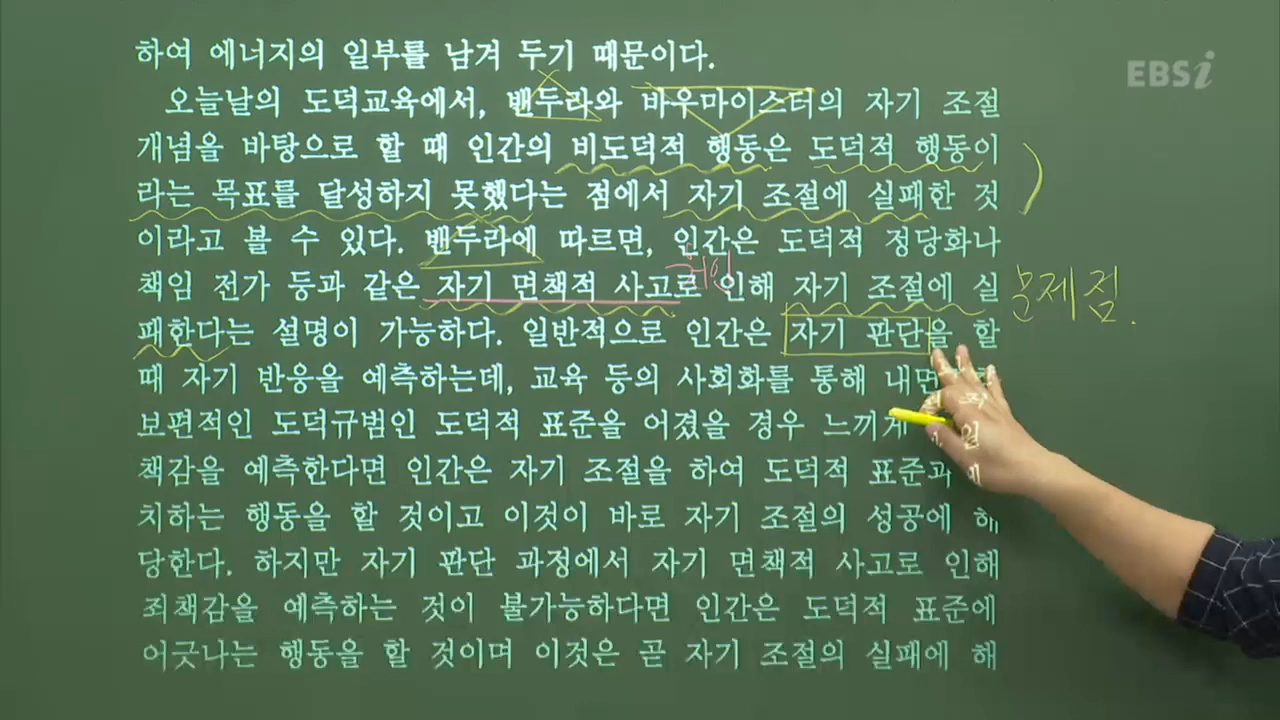 하여 에너지의 일부를 남겨 두기 때문이다.
EBSi
오늘날의 도덕교육에서, 밴두라와 바우마이스터의 자기 조절
개념을 바탕으로 할 때 인간의 비도덕적 행동은 도덕적 행동이
라는 목표를 달성하지 못했다는 점에서 자기 조절에 실패한 것
이라고 볼 수 있다. 밴두라에 따르면, 인간은 도덕적 정당화나
책임 전가 등과 같은 자기 면책적 사고로 인해 자기 조절에 실
문제점.
패한다는 설명이 가능하다. 일반적으로 인간은 자기 판단을 할
때 자기 반응을 예측하는데, 교육 등의 사회화를 통해
보편적인 도덕규범인 도덕적 표준을 어겼을 경우 느끼게
책감을 예측한다면 인간은 자기 조절을 하여 도덕적 표준과
치하는 행동을 할 것이고 이것이 바로 자기 조절의 성공에 해
당한다. 하지만 자기 판단 과정에서 자기 면책적 사고로 인해
죄책감을 예측하는 것이 불가능하다면 인간은 도덕적 표준에
어긋나는 행동을 할 것이며 이것은 곧 자기 조절의 실패에 해